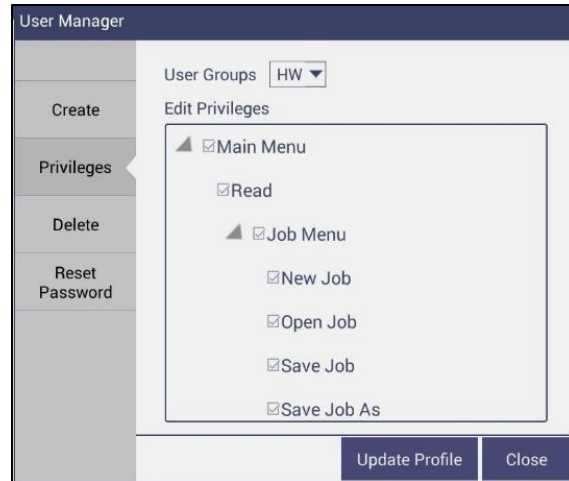 User Manager
User Groups HW
Create
Edit Privileges
Main Menu
Privileges
Read
Delete
Job Menu
Reset
Password
New Job
Open Job
Save Job
Save Job As
Update Profile Close